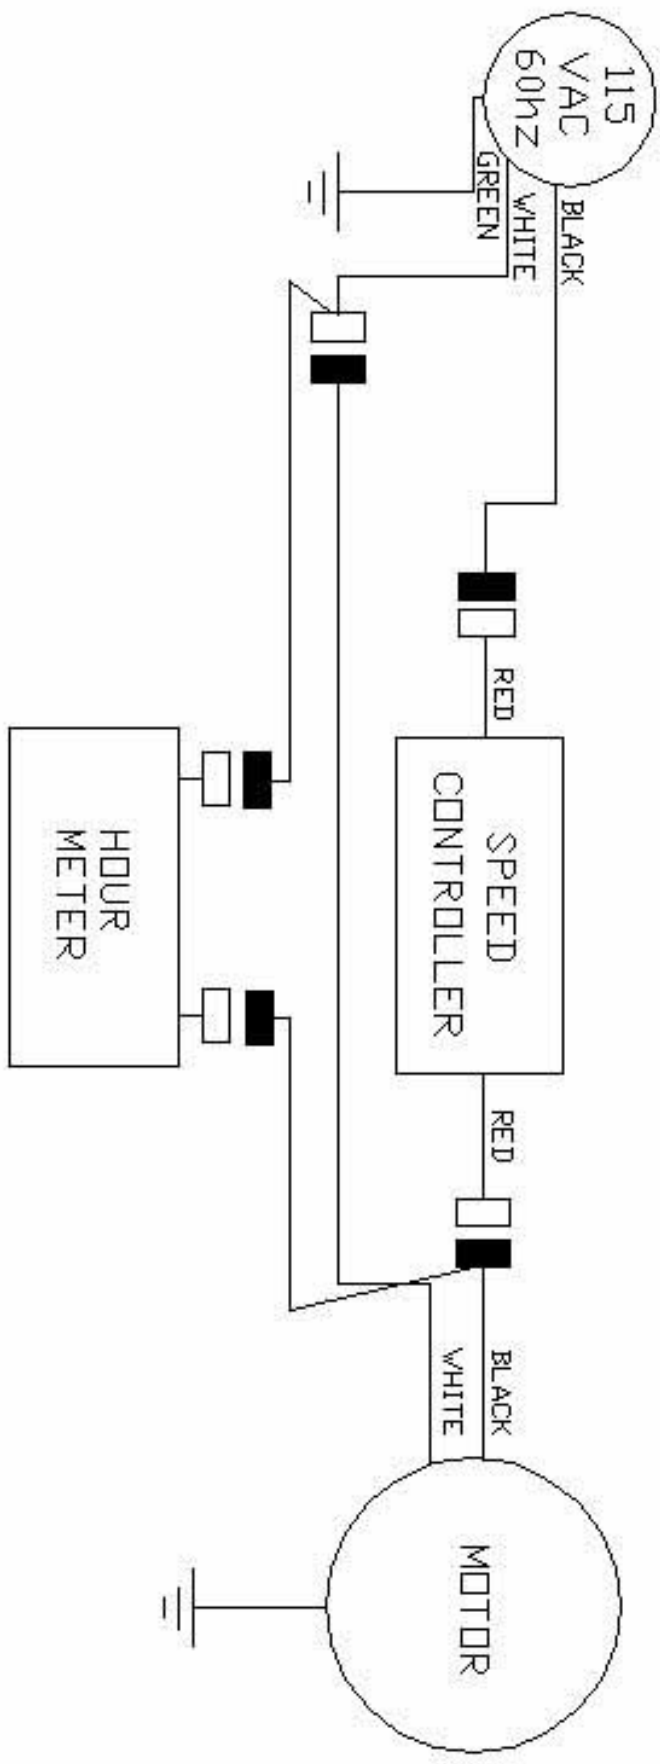 115
VAC
60hz
BLACK
WHITE
GREEN
RED
SPEED
CONTROLLER
RED
HOUR
METER
BLACK
WHITE
MOTOR